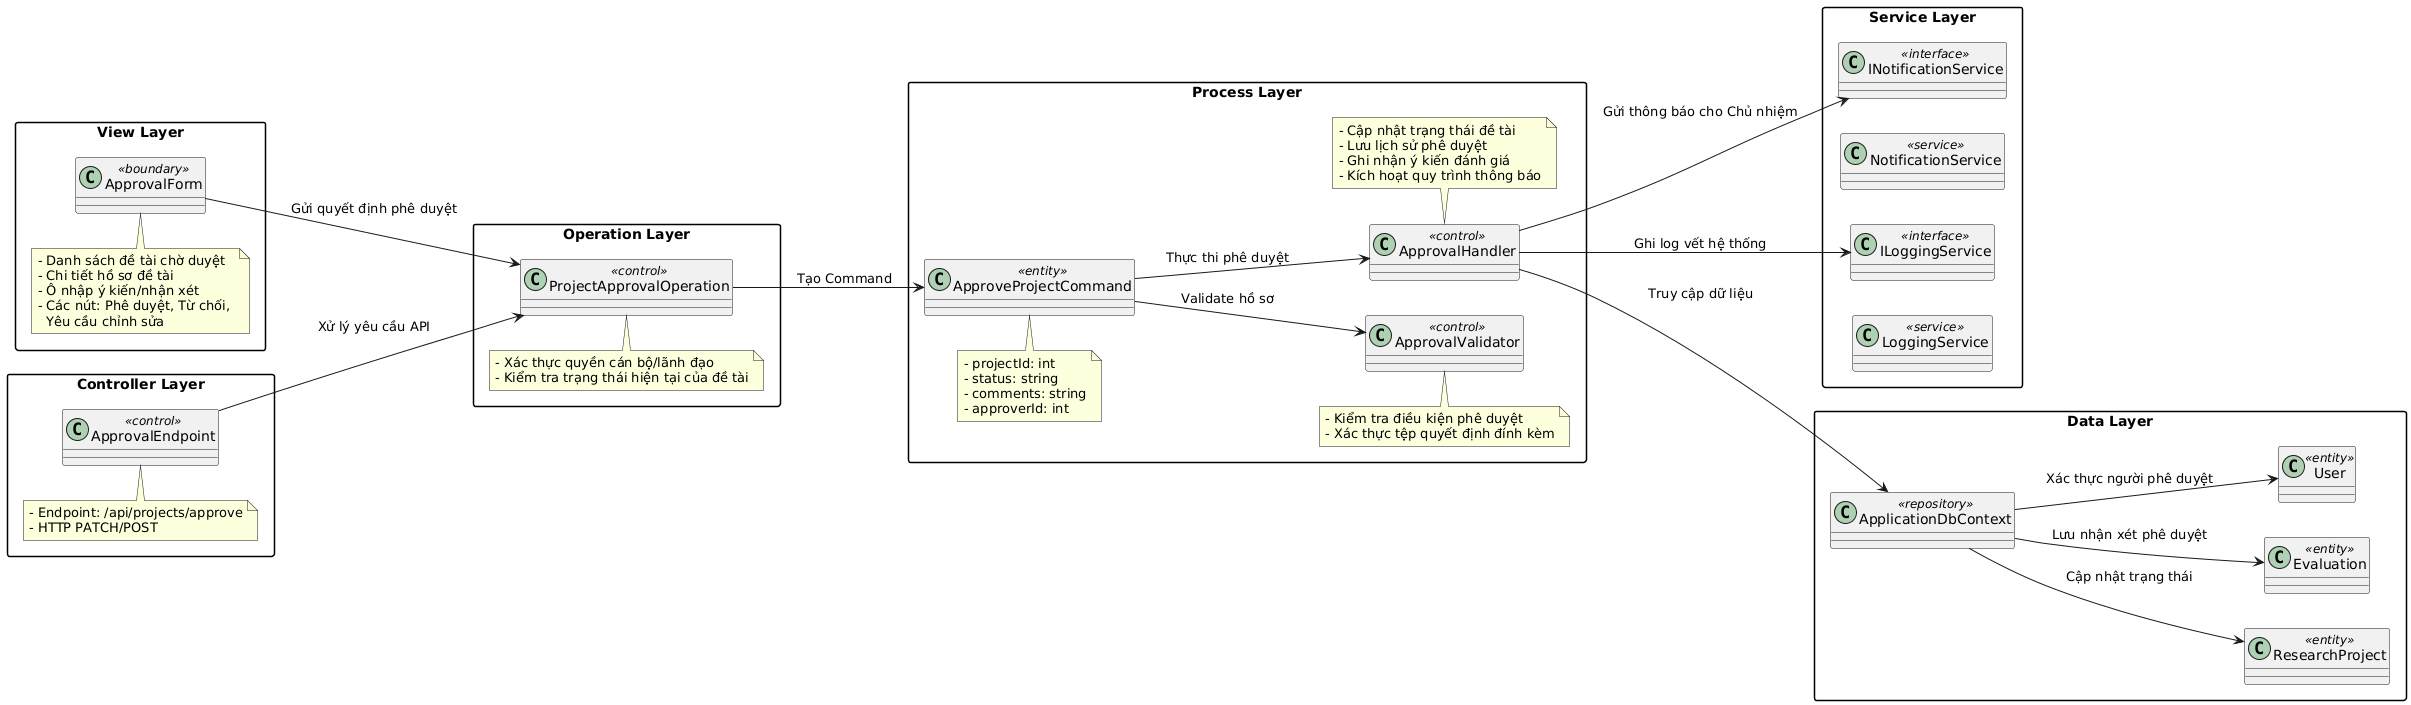 View Layer
«boundary»
C ApprovalForm
- Danh sách đề tài chờ duyệt
- Chi tiết hồ sơ đề tài
- Ô nhập ý kiến/nhận xét
- Các nút: Phê duyệt, Từ chối,
Yêu cầu chỉnh sửa
Controller Layer
«control»
C ApprovalEndpoint
- Endpoint: /api/projects/approve
- HTTP PATCH/POST
Gửi quyết định phê duyệt
Xử lý yêu cầu API
Operation Layer
«control»
C ProjectApprovalOperation
- Xác thực quyền cán bộ/lãnh đạo
- Kiểm tra trạng thái hiện tại của đề tài
Tạo Command
Process Layer
«entity»
C ApproveProjectCommand
- projectId: int
- status: string
- comments: string
- approverId: int
Thực thi phê duyệt
Validate hồ sơ
- Cập nhật trạng thái đề tài
- Lưu lịch sử phê duyệt
- Ghi nhận ý kiến đánh giá
- Kích hoạt quy trình thông báo
«control»
C ApprovalHandler
«control»
C ApprovalValidator
- Kiểm tra điều kiện phê duyệt
- Xác thực tệp quyết định đính kèm
Gửi thông báo cho Chủ nhiệm
Ghi log vết hệ thống
Truy cập dữ liệu
Service Layer
«interface»
C INotificationService
«service»
C NotificationService
«interface»
C ILoggingService
«service»
C LoggingService
Data Layer
«repository»
C ApplicationDbContext
Xác thực người phê duyệt
Lưu nhận xét phê duyệt
Cập nhật trạng thái
«entity»
C User
«entity»
C Evaluation
«entity»
C ResearchProject